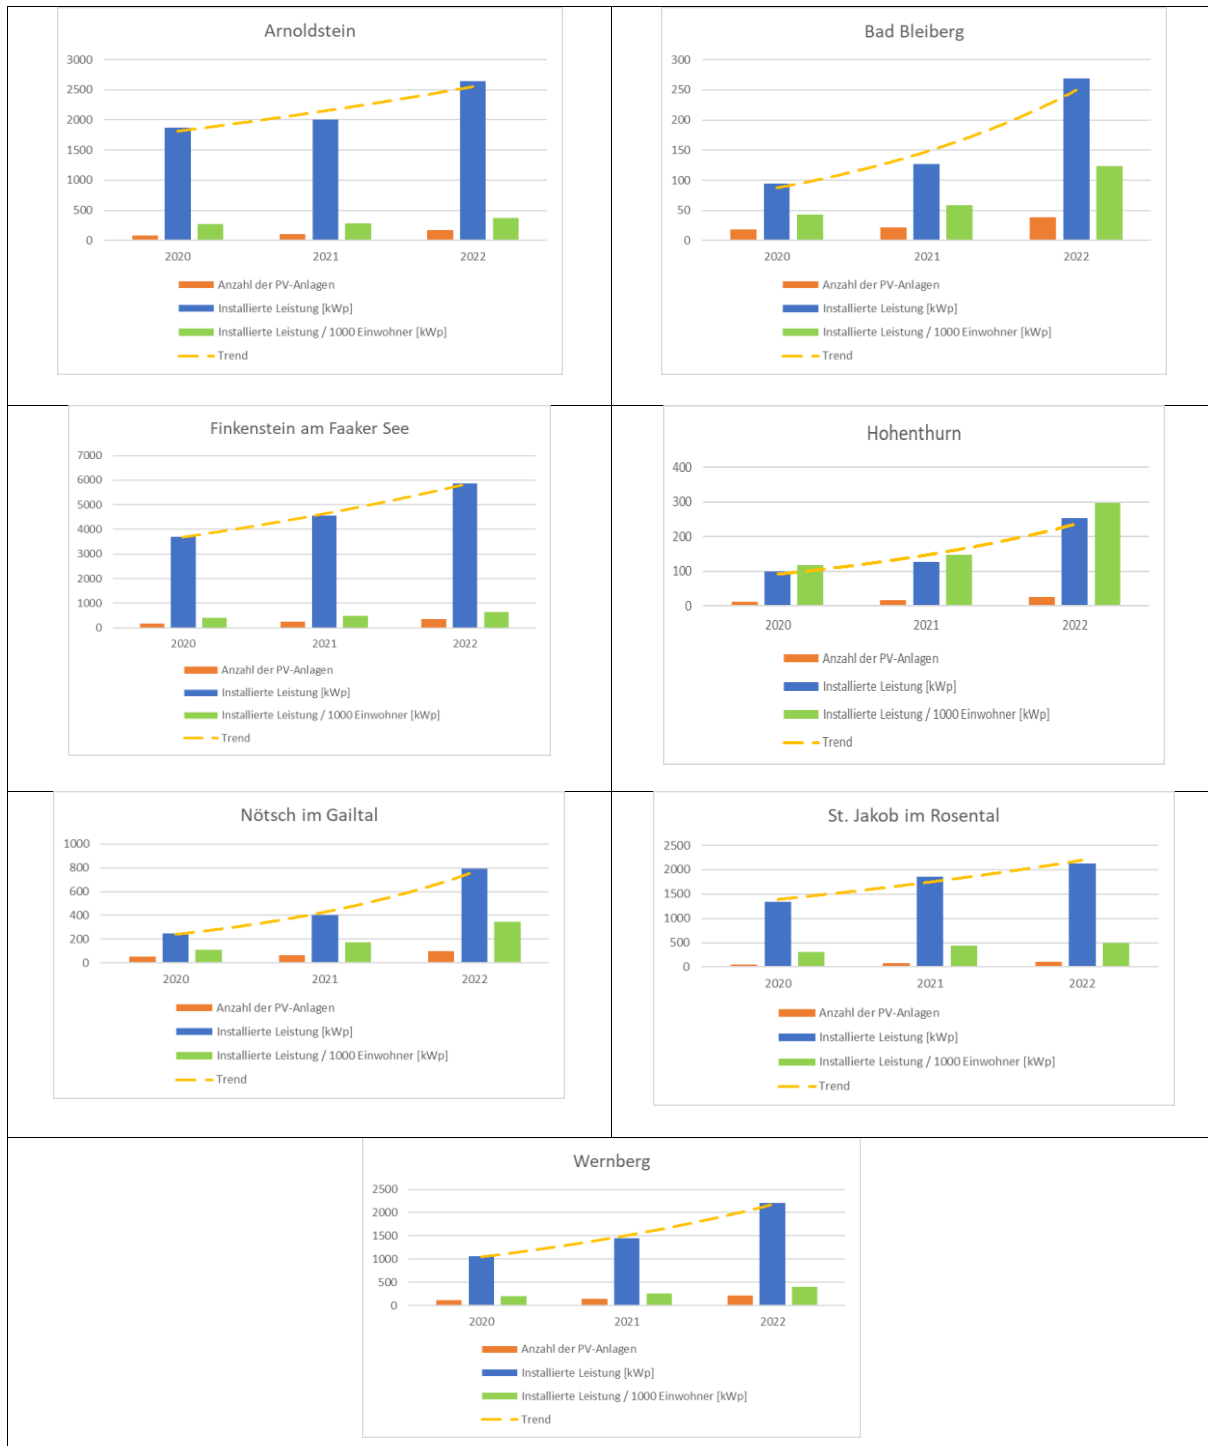 Arnoldstein
3000
2500
2000
1500
1000
500
0
2020 2021 2022
Anzahl der PV-Anlagen
Installierte Leistung [kWp]
Installierte Leistung / 1000 Einwohner [kWp]
Trend
Bad Bleiberg
300
250
200
150
100
50
0
2020 2021 2022
Anzahl der PV-Anlagen
Installierte Leistung [kWp]
Installierte Leistung / 1000 Einwohner [kWp]
Trend
Finkenstein am Faaker See
7000
6000
5000
4000
3000
2000
1000
0
2020 2021 2022
Anzahl der PV-Anlagen
Installierte Leistung [kWp]
Installierte Leistung / 1000 Einwohner [kWp]
Trend
Hohenthurn
400
300
200
100
0
2020 2021 2022
Anzahl der PV-Anlagen
Installierte Leistung [kWp]
Installierte Leistung / 1000 Einwohner [kWp]
Trend
Nötsch im Gailtal
1000
800
600
400
200
0
2020 2021 2022
Anzahl der PV-Anlagen
Installierte Leistung [kWp]
Installierte Leistung / 1000 Einwohner [kWp]
Trend
St. Jakob im Rosental
2500
2000
1500
1000
500
0
2020 2021 2022
Anzahl der PV-Anlagen
Installierte Leistung [kWp]
Installierte Leistung / 1000 Einwohner [kWp]
Trend
Wernberg
2500
2000
1500
1000
500
0
2020 2021 2022
Anzahl der PV-Anlagen
Installierte Leistung [kWp]
Installierte Leistung / 1000 Einwohner [kWp]
Trend